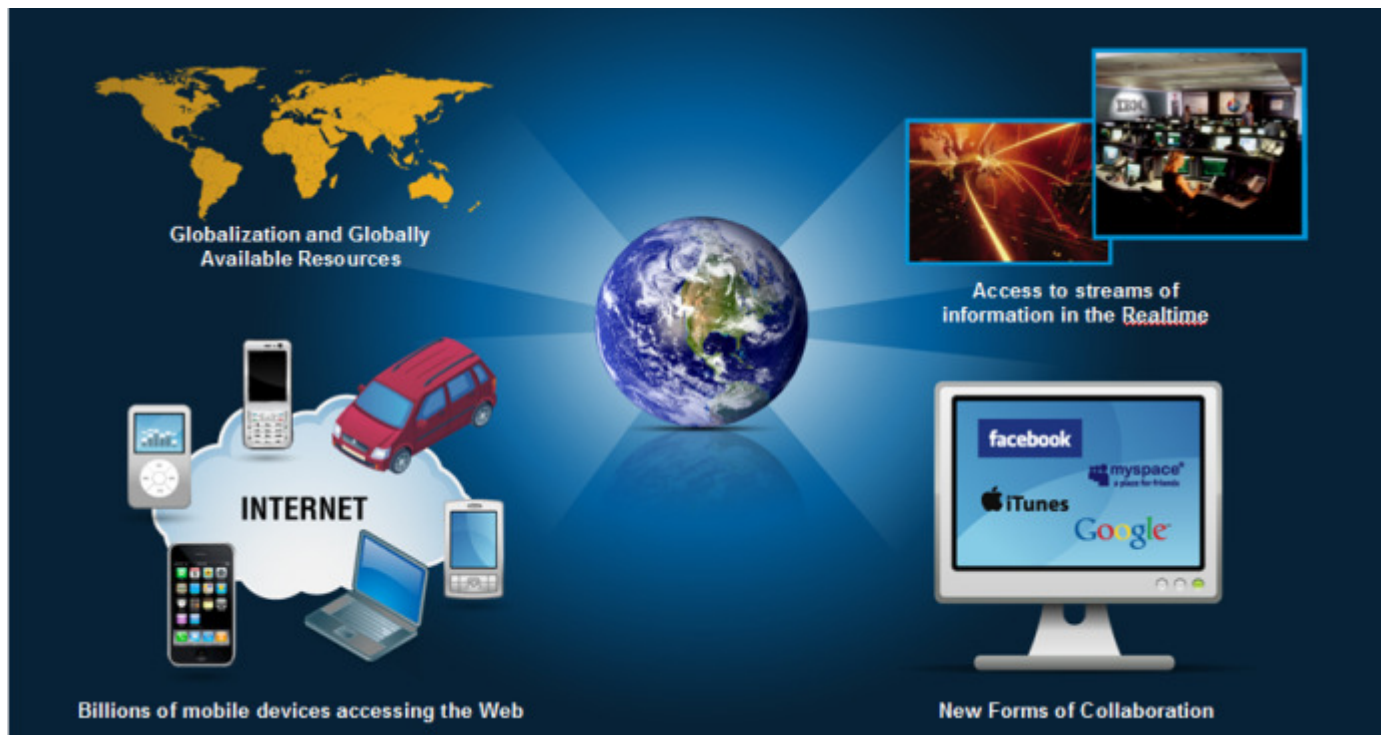 Globalization and Globally
Available Resources
IBM
Access to streams of
information in the Realtime
INTERNET
Billions of mobile devices accessing the Web
facebook
myspace
a place for friends
iTunes
Google
New Forms of Collaboration